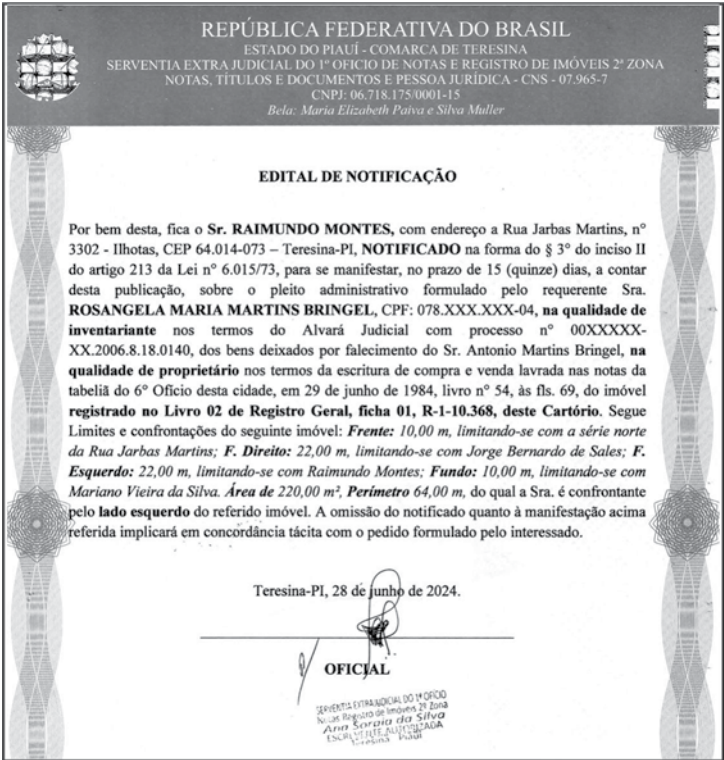 REPÚBLICA FEDERATIVA DO BRASIL
ESTADO DO PIAUÍ - COMARCA DE TERESINA
SERVENTIA EXTRA JUDICIAL DO 1º OFICIO DE NOTAS E REGISTRO DE IMÓVEIS 2ª ZONA
NOTAS, TÍTULOS E DOCUMENTOS E PESSOA JURÍDICA - CNS - 07.965-7
CNPJ: 06.718.175/0001-15
Bela: Maria Elizabeth Paiva e Silva Muller
EDITAL DE NOTIFICAÇÃO
Por bem desta, fica o Sr. RAIMUNDO MONTES, com endereço a Rua Jarbas Martins, nº
3302 - Ilhotas, CEP 64.014-073 – Teresina-PI, NOTIFICADO na forma do § 3º do inciso II
do artigo 213 da Lei nº 6.015/73, para se manifestar, no prazo de 15 (quinze) dias, a contar
desta publicação, sobre o pleito administrativo formulado pelo requerente Sra.
ROSANGELA MARIA MARTINS BRINGEL, CPF: 078.XXX.XXX-04, na qualidade de
inventariante nos termos do Alvará Judicial com processo nº 00XXXXX-
XX.2006.8.18.0140, dos bens deixados por falecimento do Sr. Antonio Martins Bringel, na
qualidade de proprietário nos termos da escritura de compra e venda lavrada nas notas da
tabeliã do 6º Ofício desta cidade, em 29 de junho de 1984, livro nº 54, às fls. 69, do imóvel
registrado no Livro 02 de Registro Geral, ficha 01, R-1-10.368, deste Cartório. Segue
Limites e confrontações do seguinte imóvel: Frente: 10,00 m, limitando-se com a série norte
da Rua Jarbas Martins; F. Direito: 22,00 m, limitando-se com Jorge Bernardo de Sales; F.
Esquerdo: 22,00 m, limitando-se com Raimundo Montes; Fundo: 10,00 m, limitando-se com
Mariano Vieira da Silva. Área de 220,00 m², Perímetro 64,00 m, do qual a Sra. é confrontante
pelo lado esquerdo do referido imóvel. A omissão do notificado quanto à manifestação acima
referida implicará em concordância tácita com o pedido formulado pelo interessado.
Teresina-PI, 28 de junho de 2024.
OFICIAL
SERVENTIA EXTRAJUDICIAL DO 1º OFÍCIO
Notas Registro de Imóveis 2ª Zona
Ana Soraia da Silva
ESCREVENTE AUTORIZADA
Teresina Piauí